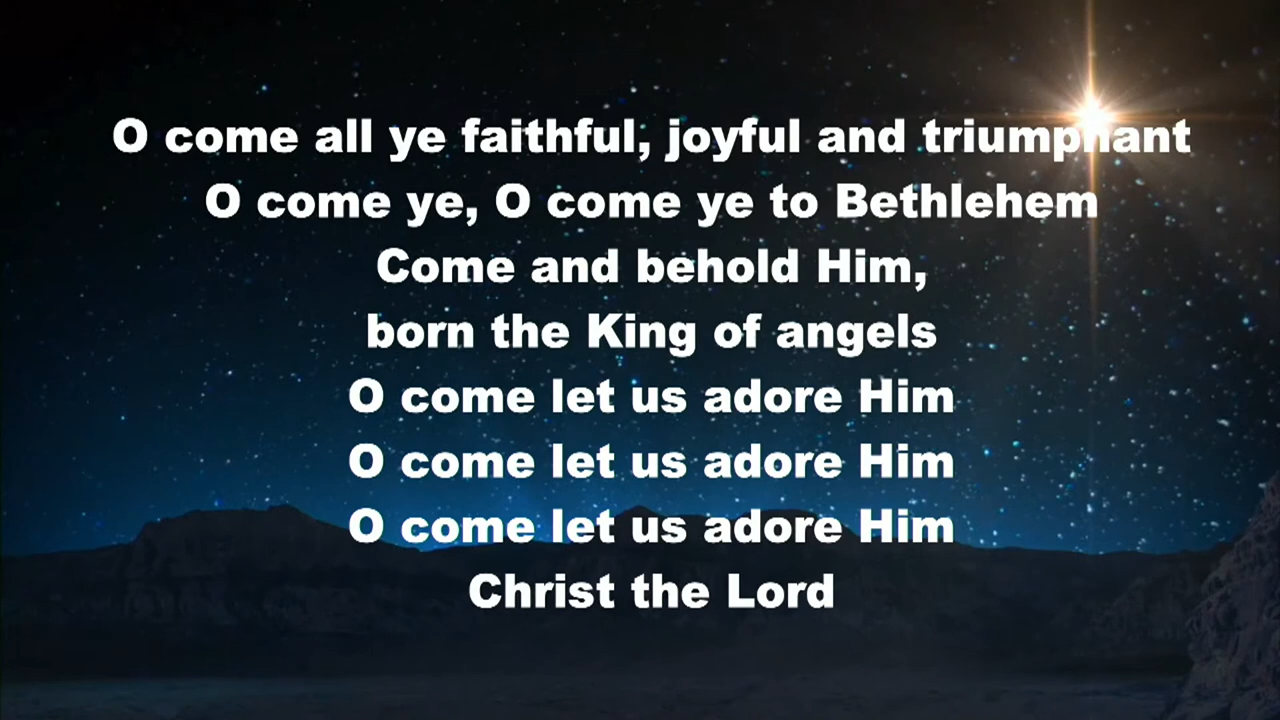 O come all ye faithful, joyful and triumphant
O come ye, O come ye to Bethlehem
Come and behold Him,
born the King of angels
O come let us adore Him
O come let us adore Him
O come let us adore Him
Christ the Lord